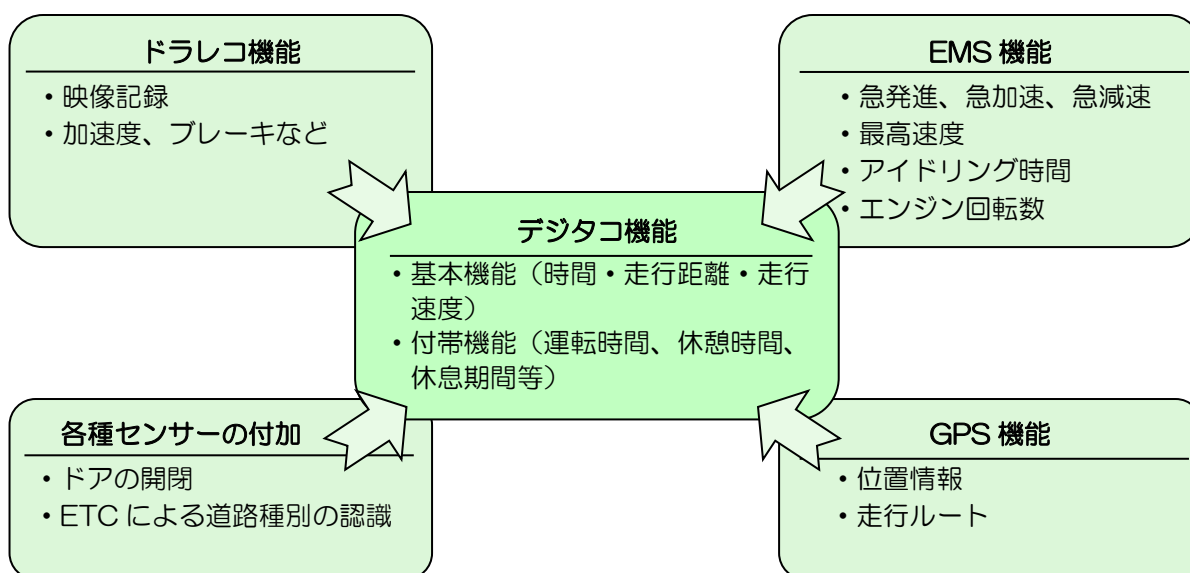 ドラレコ機能
・映像記録
・加速度、ブレーキなど
EMS 機能
・急発進、急加速、急減速
・最高速度
・アイドリング時間
・エンジン回転数
デジタコ機能
・基本機能（時間・走行距離・走行
速度）
・付帯機能（運転時間、休憩時間、
休息期間等）
各種センサーの付加
・ドアの開閉
・ETC による道路種別の認識
GPS 機能
・位置情報
・走行ルート